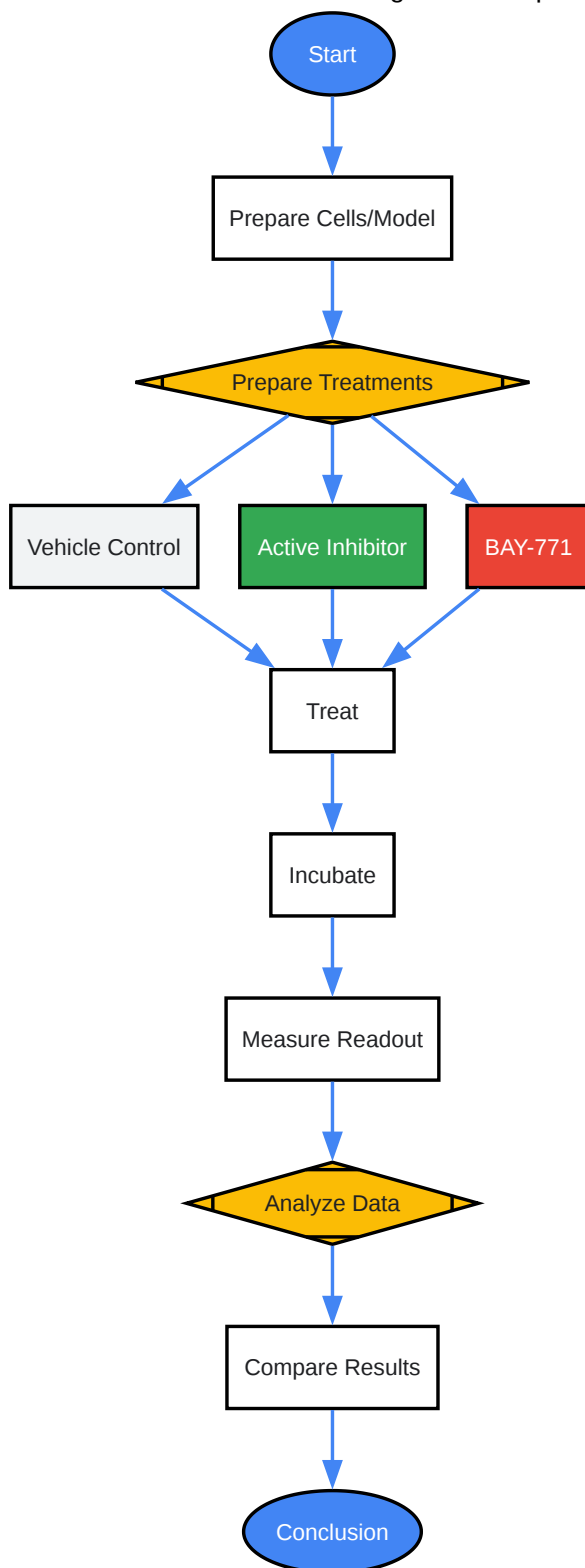 Start
Prepare Cells/Model
Prepare Treatments
Vehicle Control
Active Inhibitor
BAY-771
Treat
Incubate
Measure Readout
Analyze Data
Compare Results
Conclusion